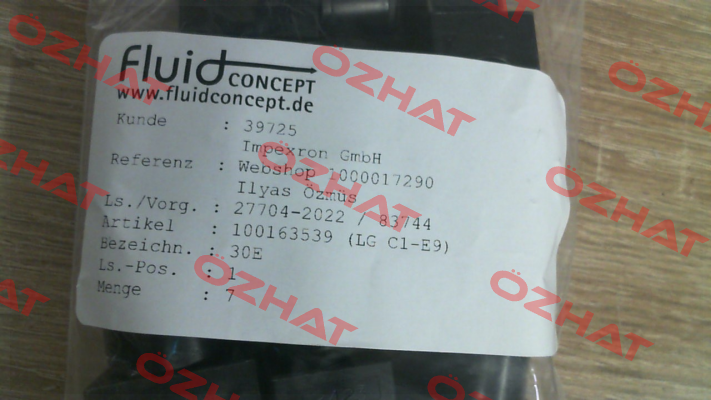 fluid CONCEPT
www.fluidconcept.de
Kunde : 39725
Impexron GmbH
Referenz : Webshop 1000017290
Ilyas Özmüs
Ls./Vorg. : 27704-2022 / 83744
Artikel : 100163539 (LG C1-E9)
Bezeichn. : 30E
Ls.-Pos. : 1
Menge : 7
ÖZHAT
ÖZHAT
ÖZHAT
ÖZHAT
ÖZHAT
ÖZHAT
ÖZHAT
ÖZHAT